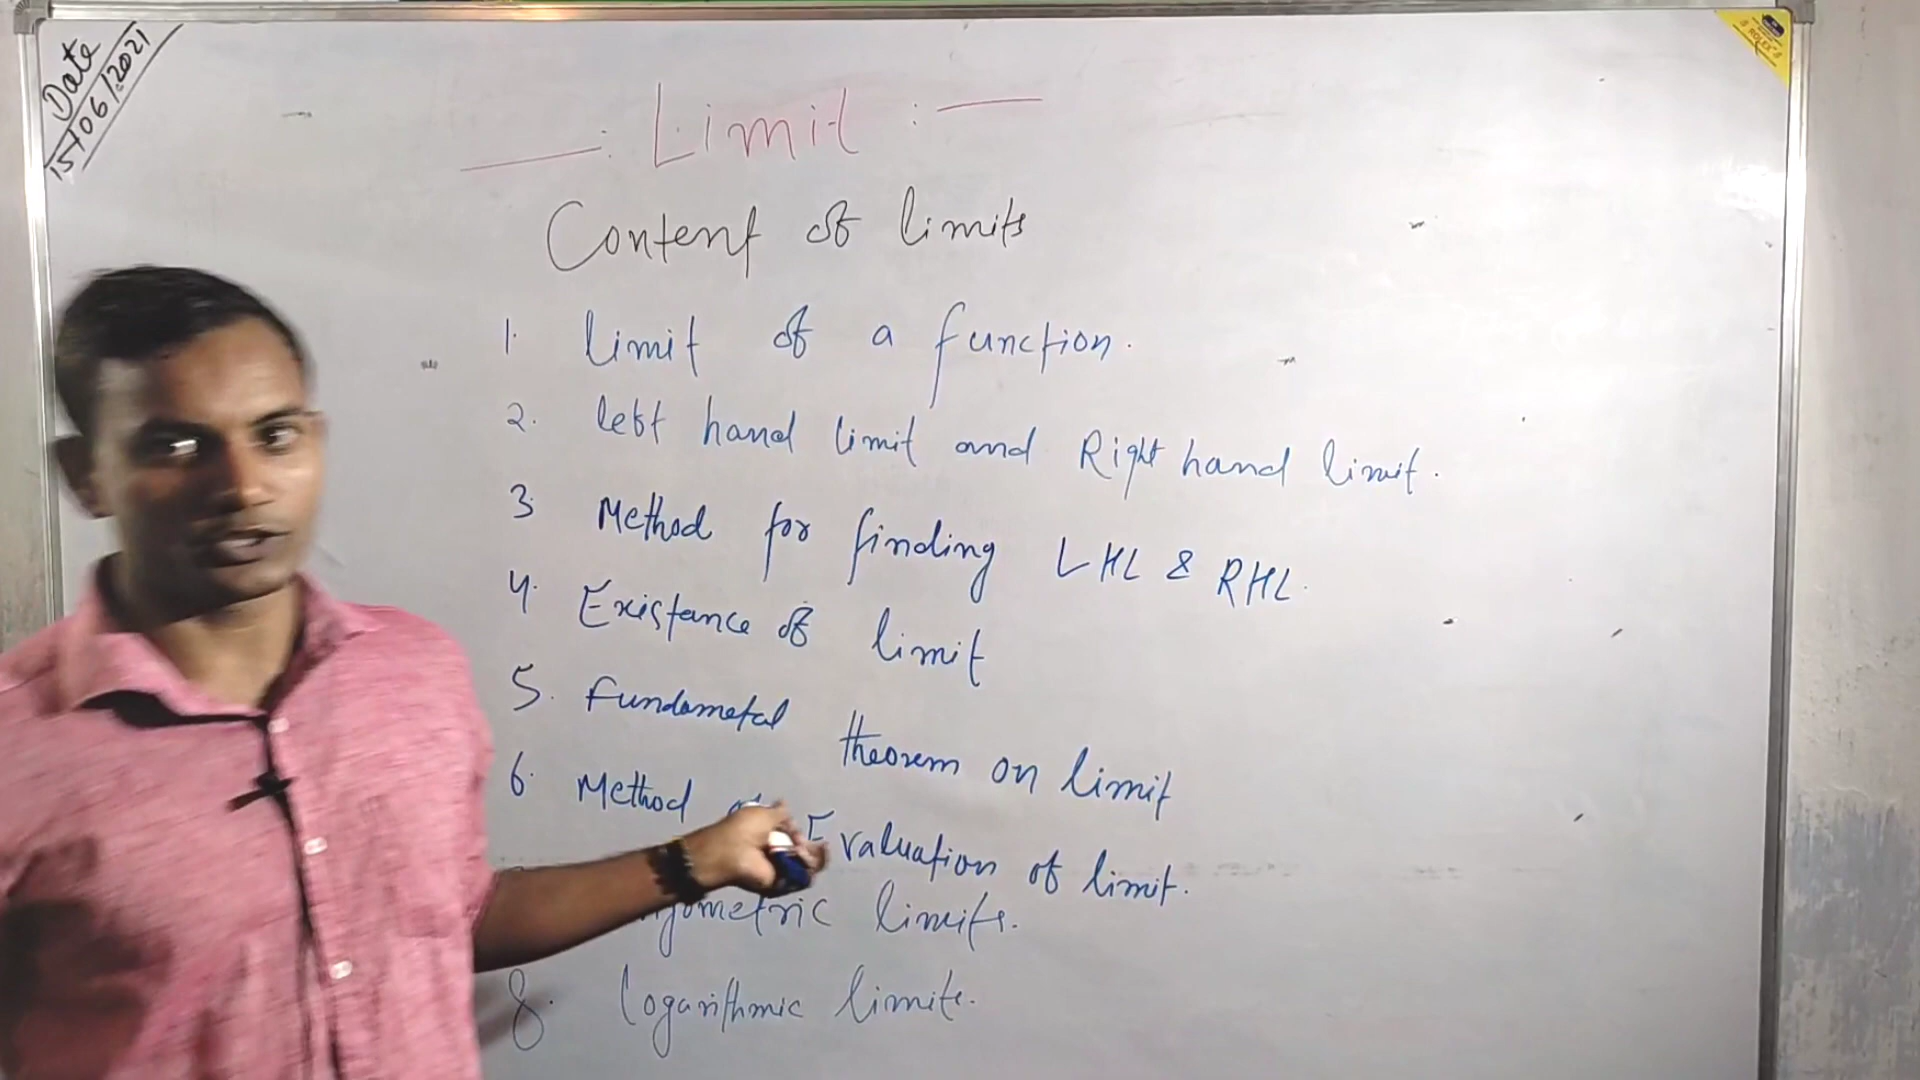 Date
15/06/2021
ROLEX
: Limit :
Content of limits
1. limit of a function.
2. left hand limit and Right hand limit.
3. Method for finding LHL & RHL.
4. Existance of limit
5. Fundametal theorem on limit
6. Method Evaluation of limit.
limits.
8. Logarithmic limits.